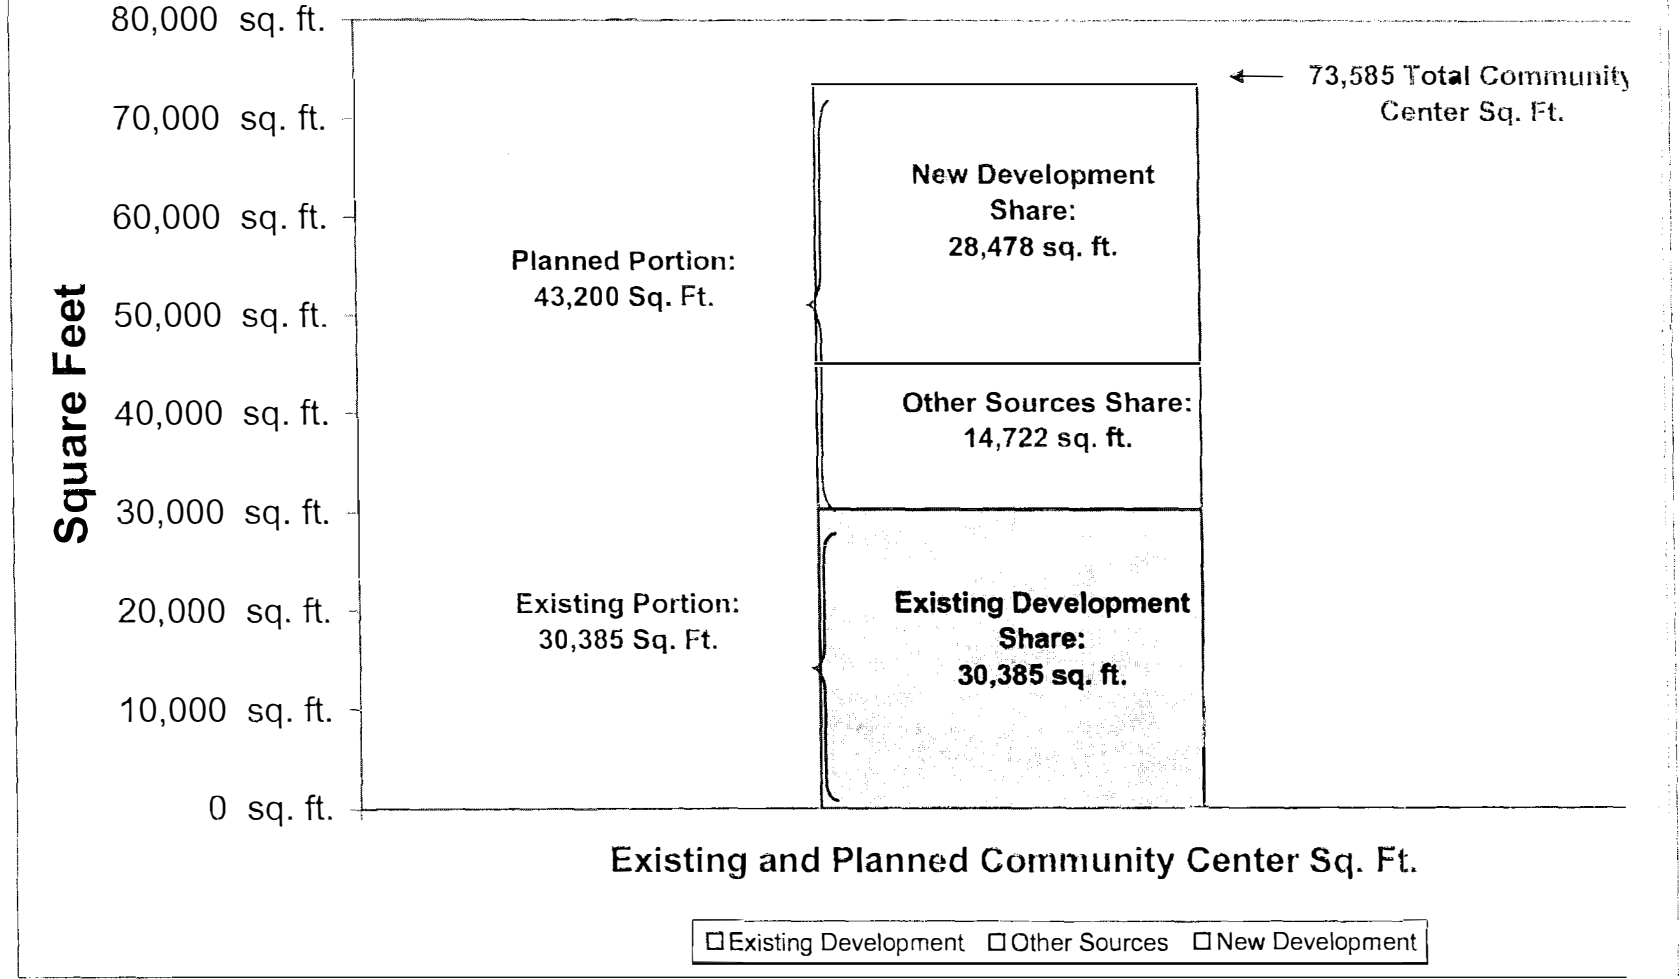 80,000 sq. ft.
70,000 sq. ft.
60,000 sq. ft.
50,000 sq. ft.
40,000 sq. ft.
30,000 sq. ft.
20,000 sq. ft.
10,000 sq. ft.
0 sq. ft.
Square Feet
73,585 Total Community
Center Sq. Ft.
New Development
Share:
28,478 sq. ft.
Planned Portion:
43,200 Sq. Ft.
Other Sources Share:
14,722 sq. ft.
Existing Portion:
30,385 Sq. Ft.
Existing Development
Share:
30,385 sq. ft.
Existing and Planned Community Center Sq. Ft.
Existing Development Other Sources New Development